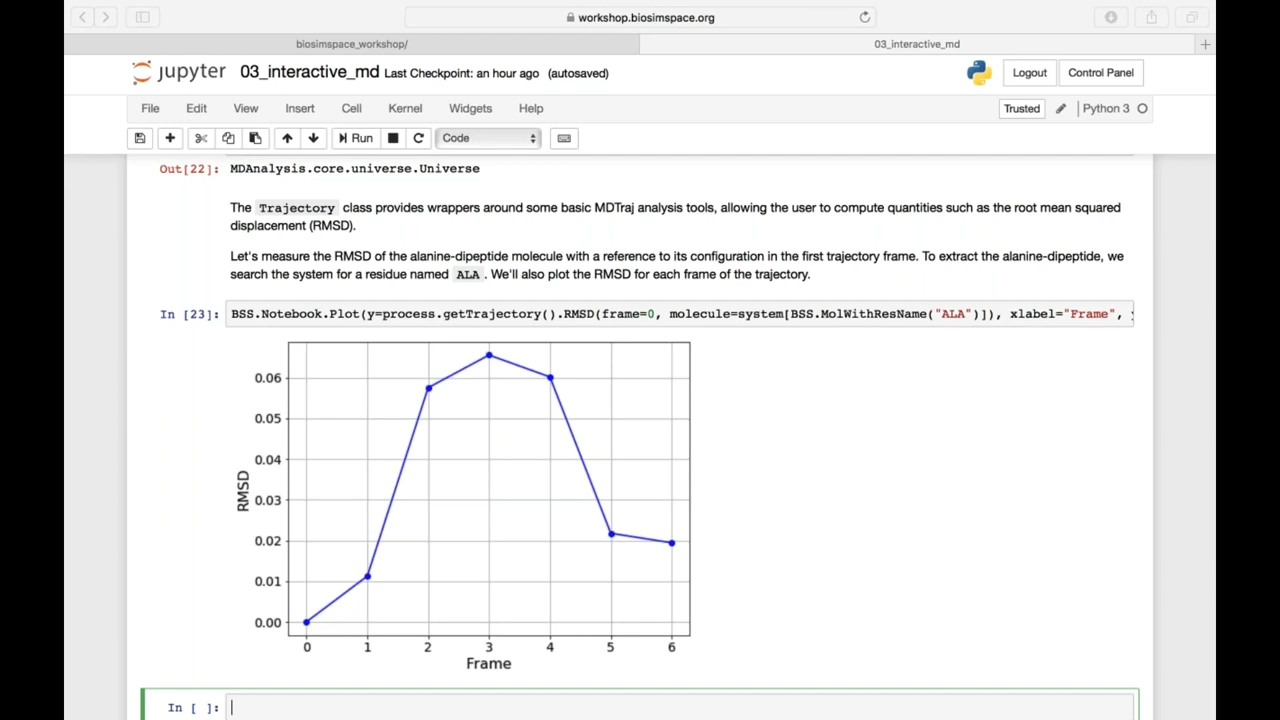 workshop.biosimspace.org
biosimspace_workshop/
03_interactive_md
+
jupyter 03_interactive_md Last Checkpoint: an hour ago (autosaved)
Logout
Control Panel
File Edit View Insert Cell Kernel Widgets Help
Trusted
Python 3
Run
Code
Out[22]: MDAnalysis.core.universe.Universe
The Trajectory class provides wrappers around some basic MDTraj analysis tools, allowing the user to compute quantities such as the root mean squared
displacement (RMSD).
Let's measure the RMSD of the alanine-dipeptide molecule with a reference to its configuration in the first trajectory frame. To extract the alanine-dipeptide, we
search the system for a residue named ALA . We'll also plot the RMSD for each frame of the trajectory.
In [23]: BSS.Notebook.Plot(y=process.getTrajectory().RMSD(frame=0, molecule=system[BSS.MolWithResName("ALA")]), xlabel="Frame",
0.06
0.05
0.04
0.03
0.02
0.01
0.00
RMSD
0 1 2 3 4 5 6
Frame
In [ ]: